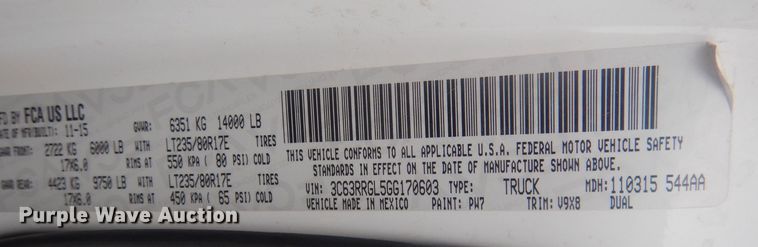 FD BY FCA US LLC
DATE OF MFR(BUILT): 11-15 GVWR: 6351 KG 14000 LB
GAWR FRONT: 2722 KG 6000 LB WITH LT235/80R17E TIRES
17X6.0 RIMS AT 550 KPA ( 80 PSI) COLD
GAWR REAR: 4423 KG 9750 LB WITH LT235/80R17E TIRES
17X6.0 RIMS AT 450 KPA ( 65 PSI) COLD
THIS VEHICLE CONFORMS TO ALL APPLICABLE U.S.A. FEDERAL MOTOR VEHICLE SAFETY
STANDARDS IN EFFECT ON THE DATE OF MANUFACTURE SHOWN ABOVE.
VIN: 3C63RRGL5GG170603 TYPE: TRUCK MDH: 110315 544AA
VEHICLE MADE IN MEXICO PAINT: PW7 TRIM: V9X8 DUAL
Purple Wave Auction